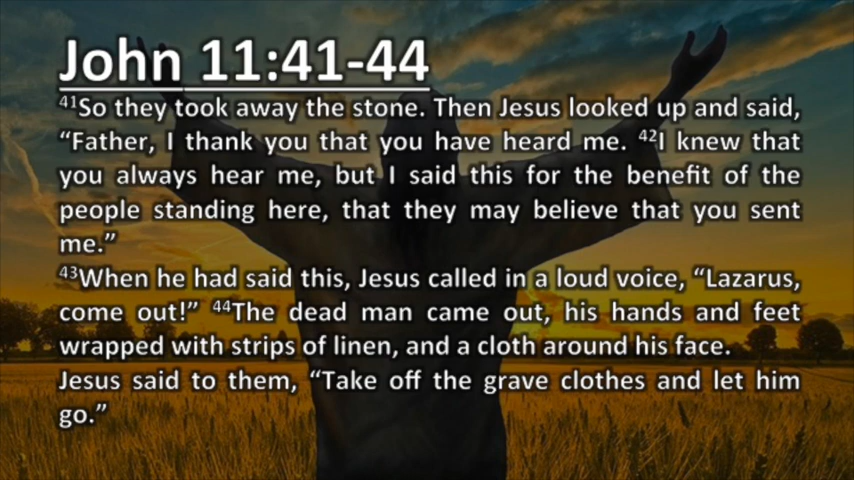 John 11:41-44
⁴¹So they took away the stone. Then Jesus looked up and said,
“Father, I thank you that you have heard me. ⁴²I knew that
you always hear me, but I said this for the benefit of the
people standing here, that they may believe that you sent
me.”
⁴³When he had said this, Jesus called in a loud voice, “Lazarus,
come out!” ⁴⁴The dead man came out, his hands and feet
wrapped with strips of linen, and a cloth around his face.
Jesus said to them, “Take off the grave clothes and let him
go.”